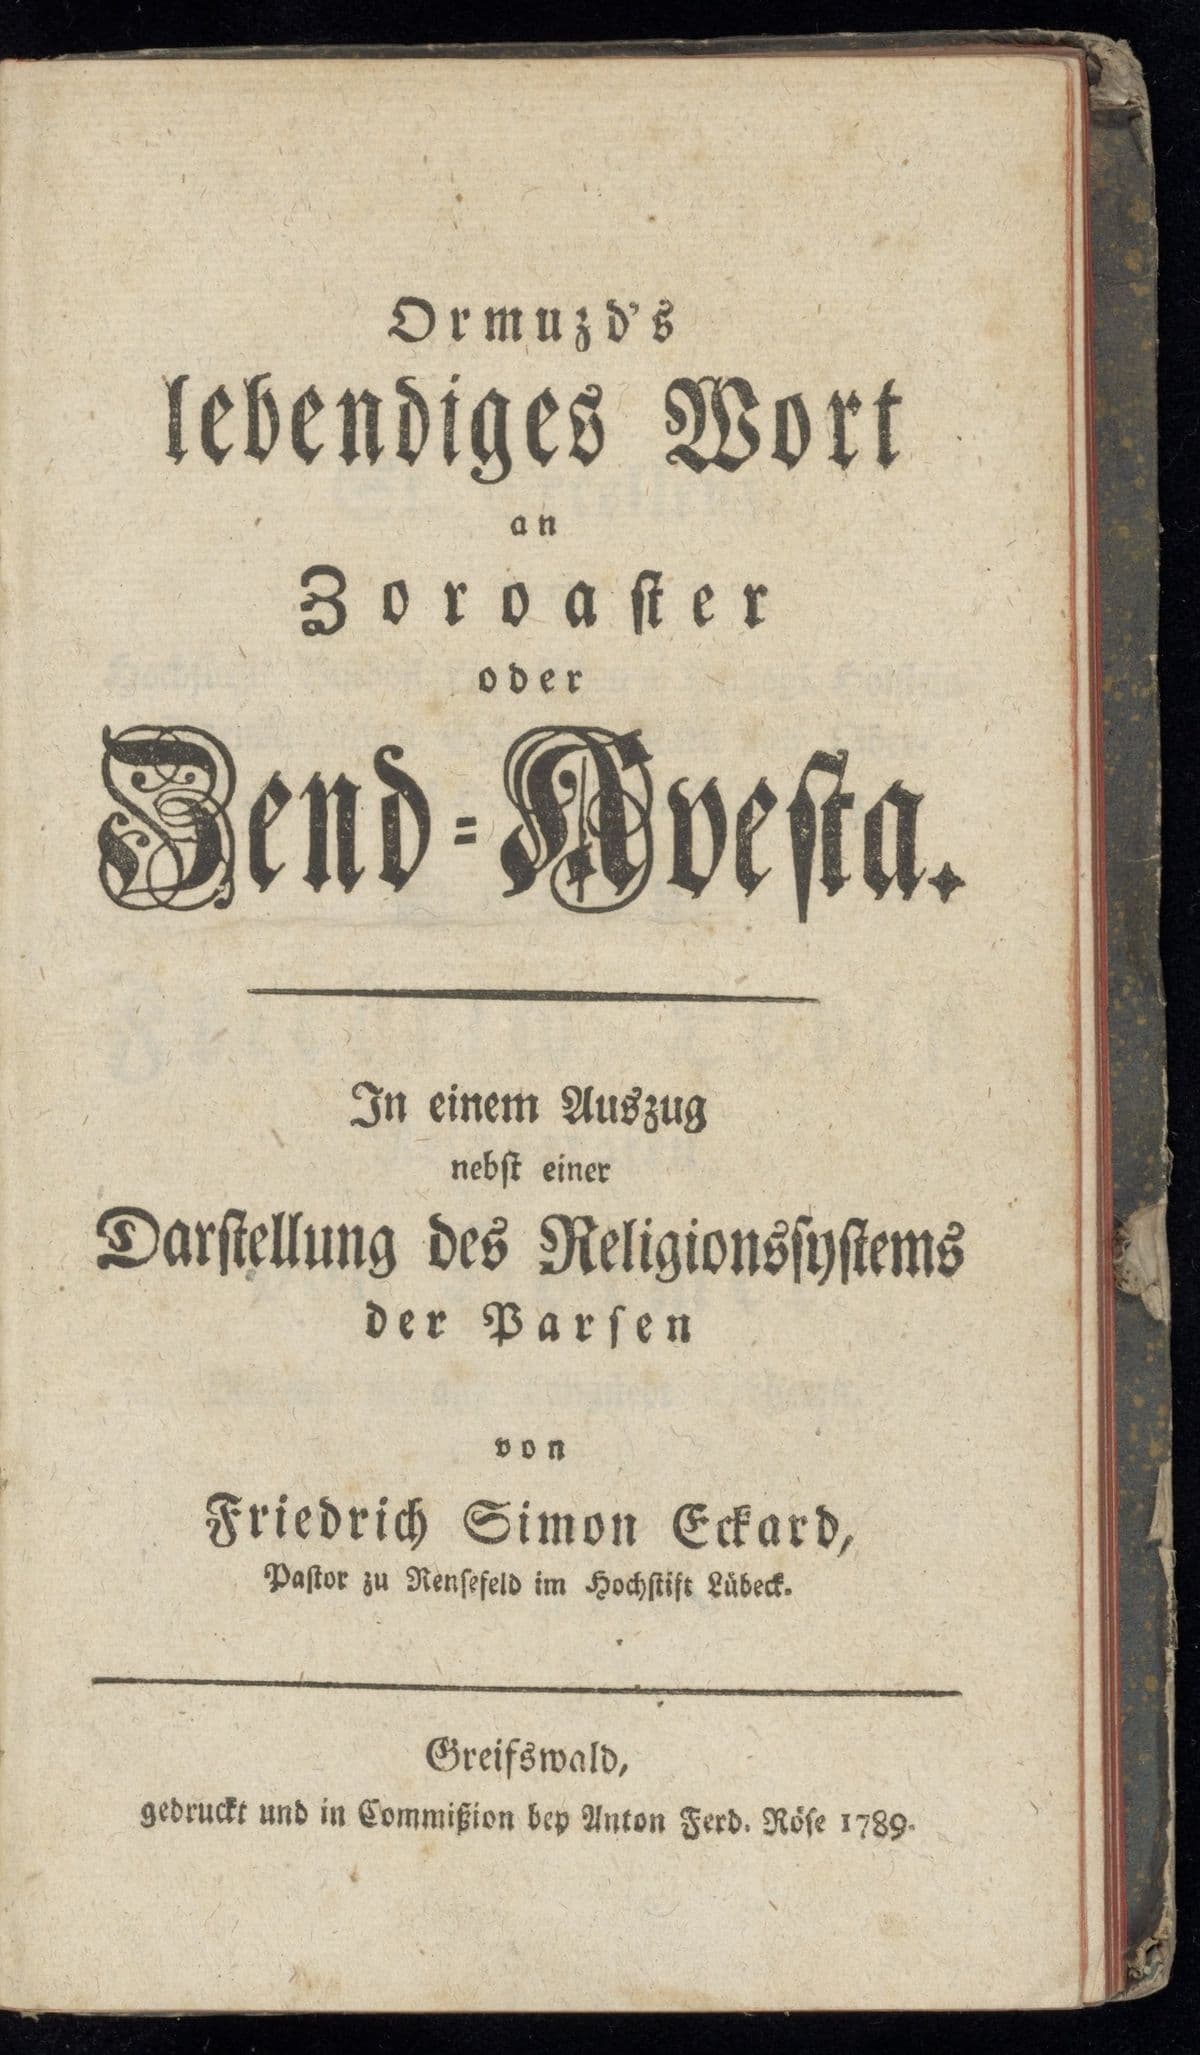 Ormuzd's
lebendiges Wort
an
Zoroaſter
oder
Zend-Aveſta.
In einem Auszug
nebſt einer
Darſtellung des Religionsſyſtems
der Parſen
von
Friedrich Simon Eckard,
Paſtor zu Renſefeld im Hochſtift Lübeck.
Greifswald,
gedruckt und in Commißion bey Anton Ferd. Röſe 1789.